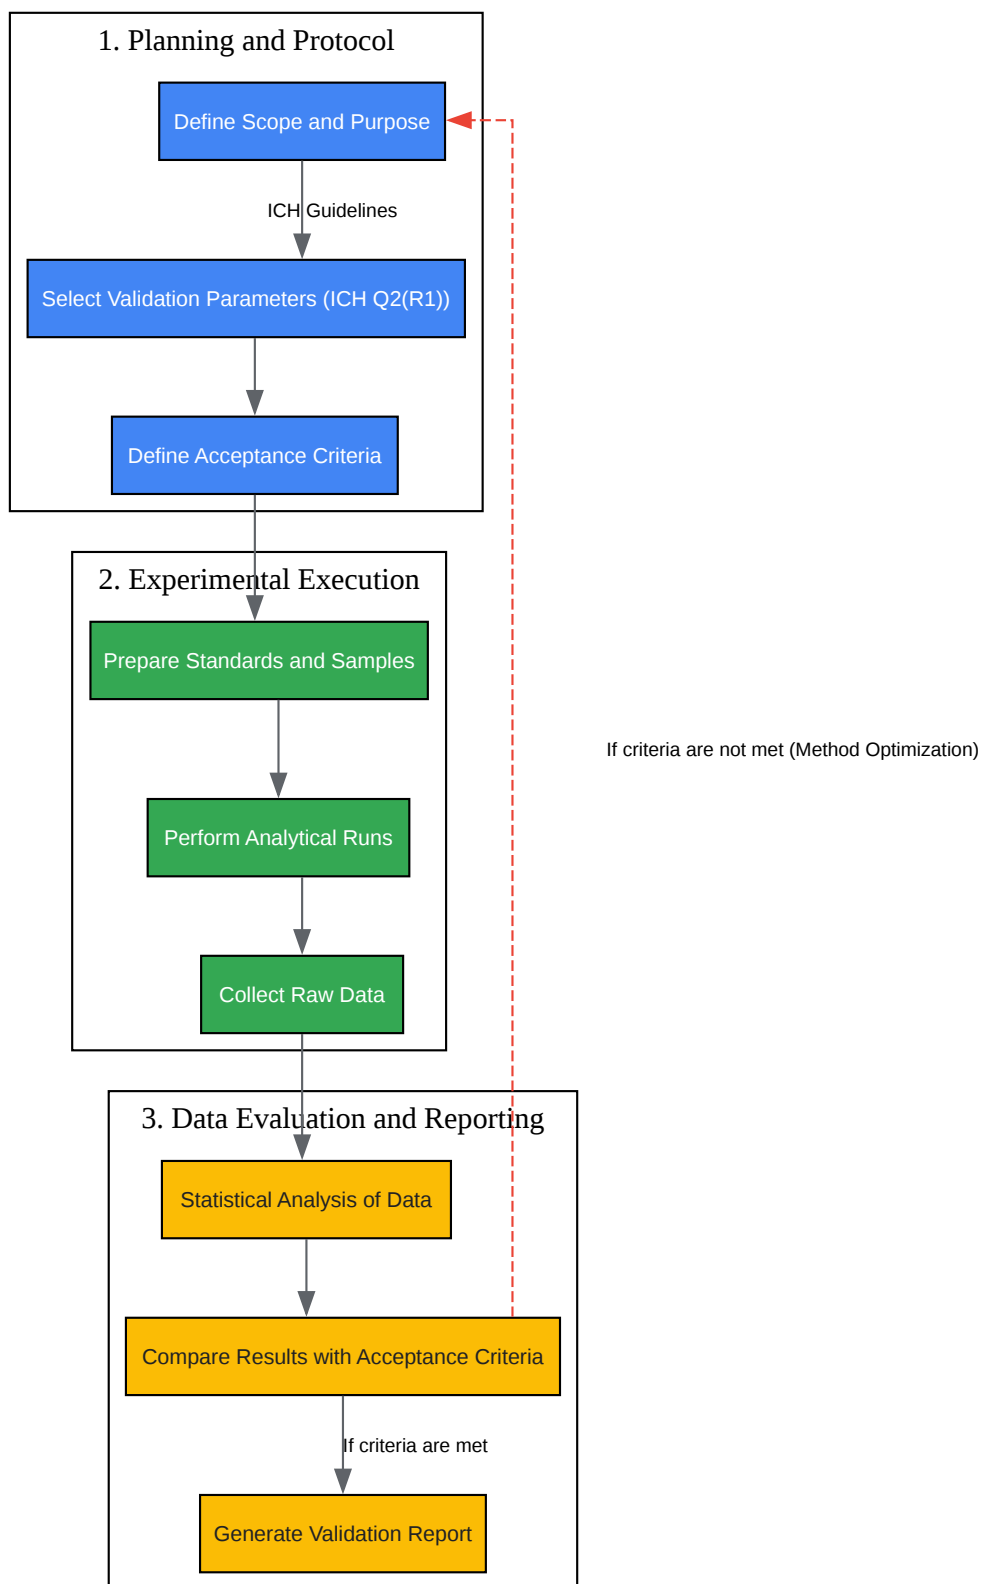 1. Planning and Protocol
Define Scope and Purpose
ICH Guidelines
Select Validation Parameters (ICH Q2(R1))
Define Acceptance Criteria
2. Experimental Execution
Prepare Standards and Samples
If criteria are not met (Method Optimization)
Perform Analytical Runs
Collect Raw Data
3. Data Evaluation and Reporting
Statistical Analysis of Data
Compare Results with Acceptance Criteria
If criteria are met
Generate Validation Report